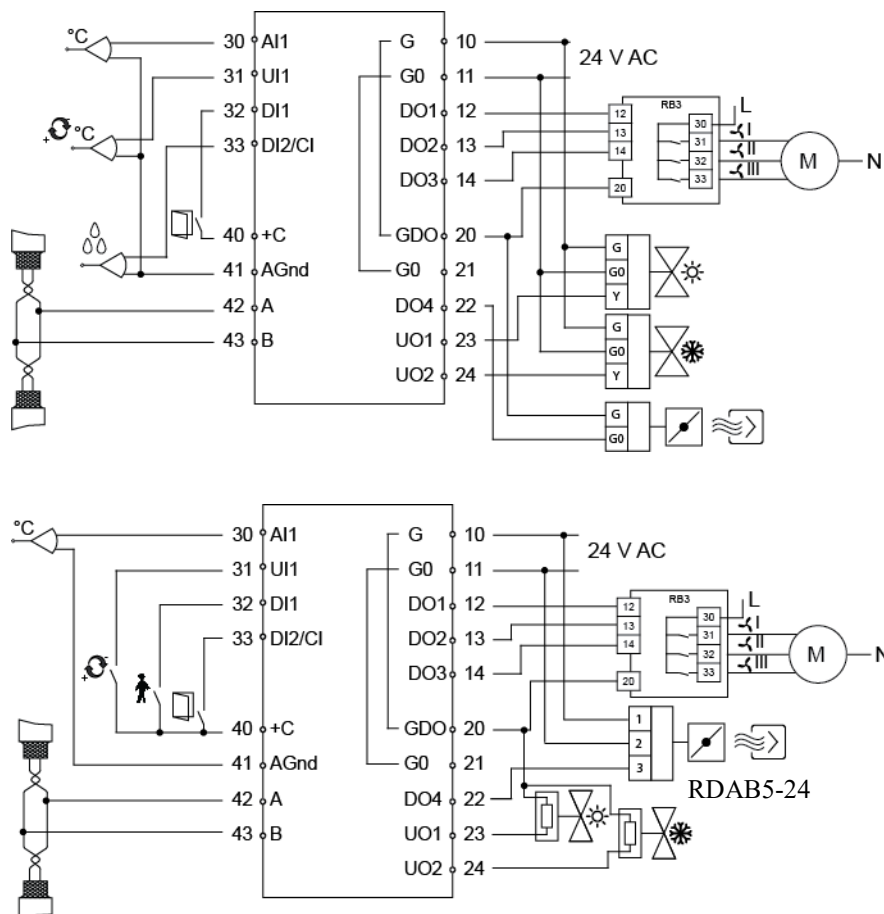 °C
30 AI1
G 10
24 V AC
31 UI1
G0 11
+ - °C
32 DI1
DO1 12
33 DI2/CI
DO2 13
DO3 14
RB3
12
13
14
20
30
31
32
33
L
I
II
III
M
N
40 +C
GDO 20
41 AGnd
G0 21
42 A
DO4 22
43 B
UO1 23
UO2 24
G
G0
Y
G
G0
Y
G
G0
°C
30 AI1
G 10
24 V AC
31 UI1
G0 11
32 DI1
DO1 12
33 DI2/CI
DO2 13
DO3 14
RB3
12
13
14
20
30
31
32
33
L
I
II
III
M
N
+ -
40 +C
GDO 20
41 AGnd
G0 21
42 A
DO4 22
43 B
UO1 23
UO2 24
1
2
3
RDAB5-24